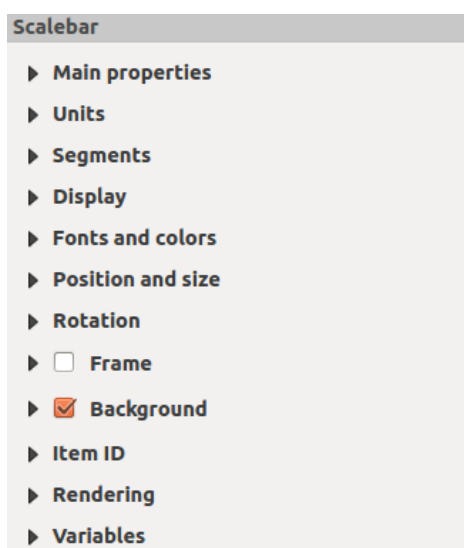 Scalebar
Main properties
Units
Segments
Display
Fonts and colors
Position and size
Rotation
Frame
Background
Item ID
Rendering
Variables